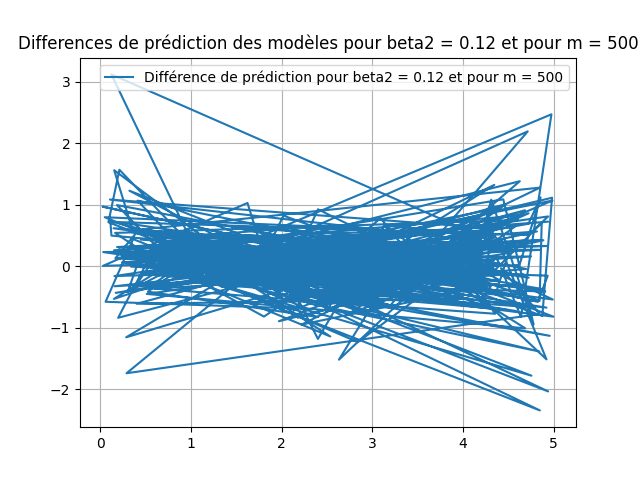 Differences de prédiction des modèles pour beta2 = 0.12 et pour m = 500
Différence de prédiction pour beta2 = 0.12 et pour m = 500
3
2
1
0
−1
−2
0 1 2 3 4 5